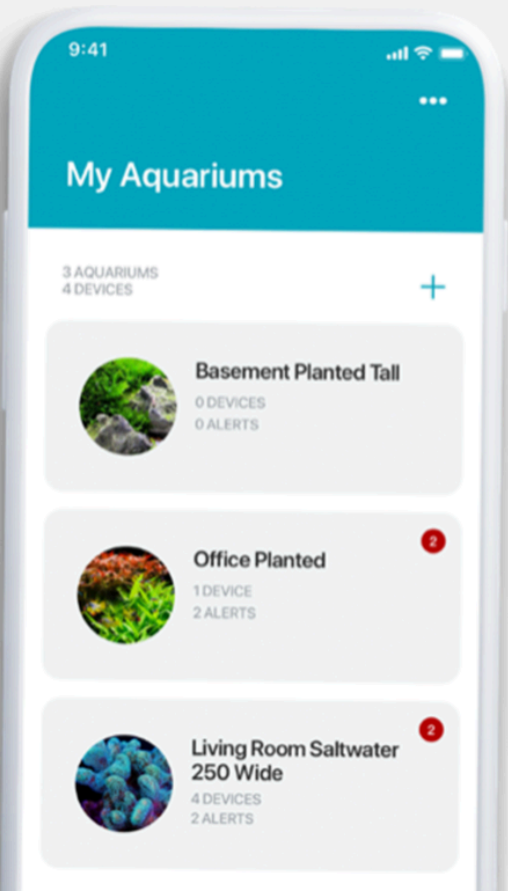 9:41
My Aquariums
3 AQUARIUMS
4 DEVICES
Basement Planted Tall
0 DEVICES
0 ALERTS
2
Office Planted
1 DEVICE
2 ALERTS
2
Living Room Saltwater
250 Wide
4 DEVICES
2 ALERTS